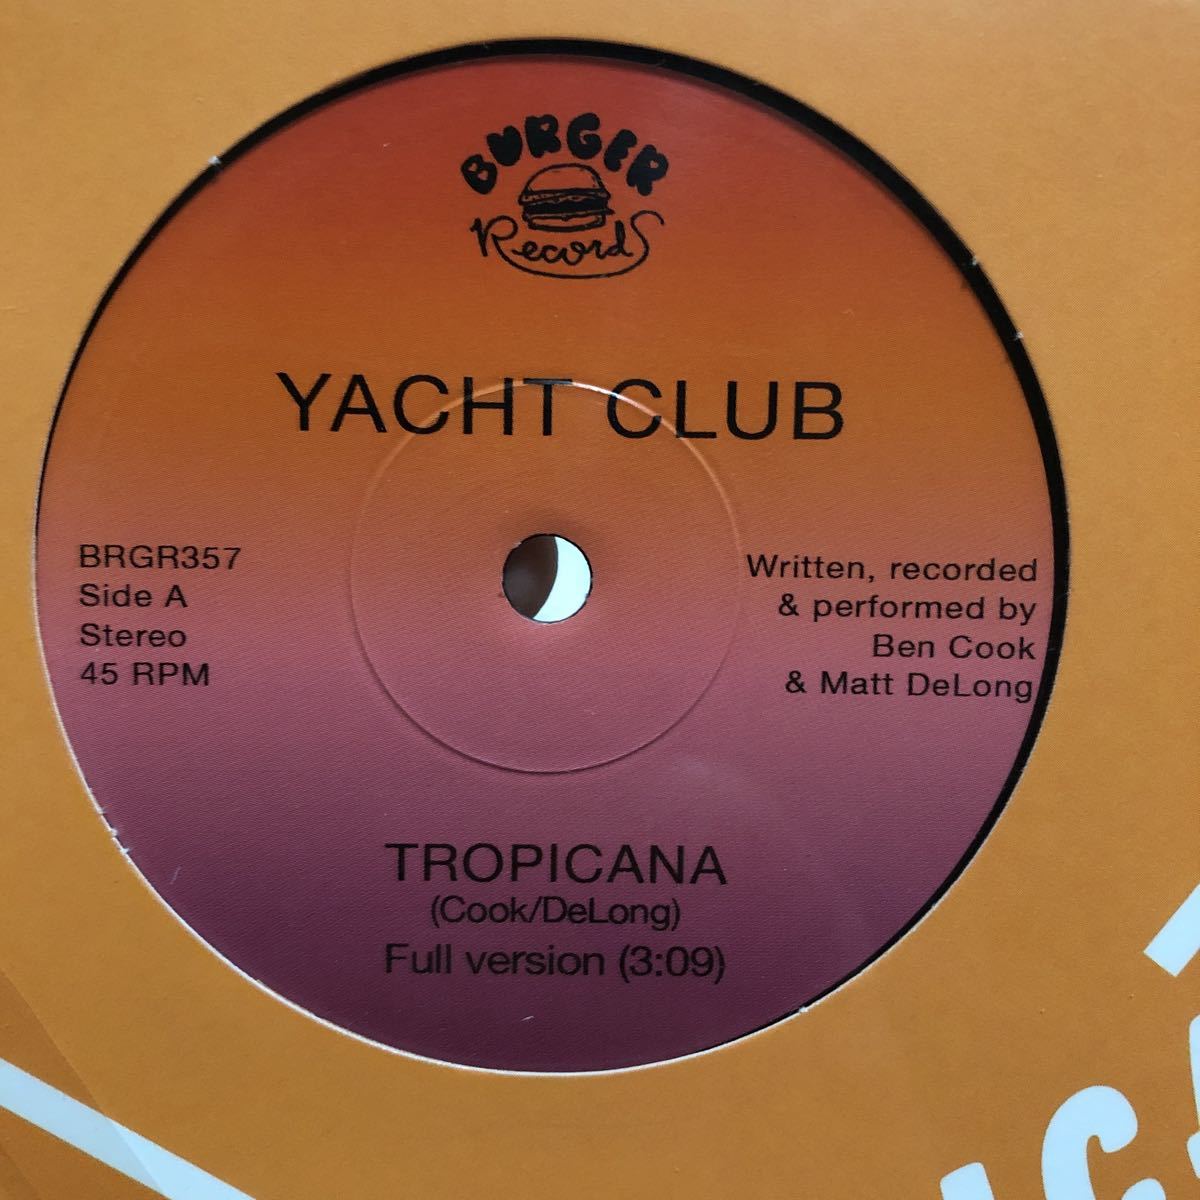 BURGER
Records
YACHT CLUB
BRGR357
Side A
Stereo
45 RPM
Written, recorded
& performed by
Ben Cook
& Matt DeLong
TROPICANA
(Cook/DeLong)
Full version (3:09)